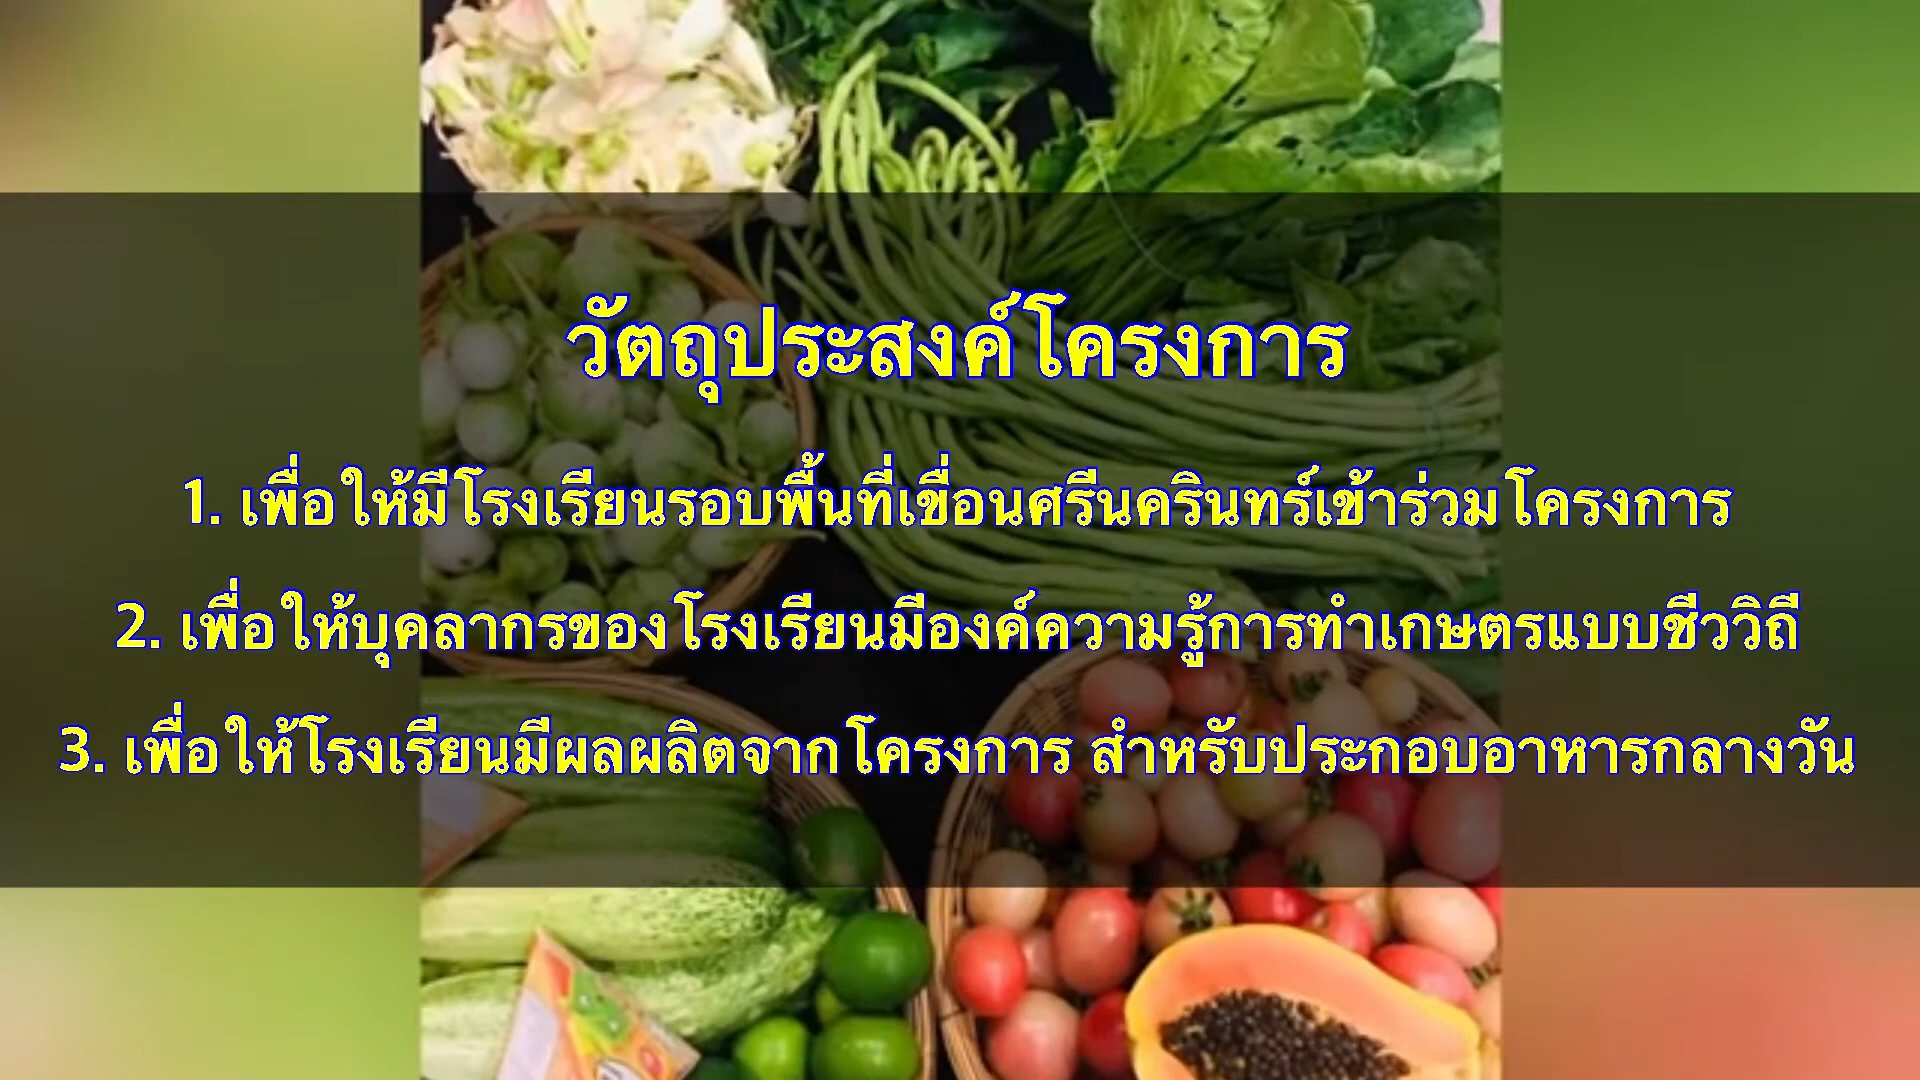 วัตถุประสงค์โครงการ
1. เพื่อให้มีโรงเรียนรอบพื้นที่เขื่อนศรีนครินทร์เข้าร่วมโครงการ
2. เพื่อให้บุคลากรของโรงเรียนมีองค์ความรู้การทำเกษตรแบบชีววิถี
3. เพื่อให้โรงเรียนมีผลผลิตจากโครงการ สำหรับประกอบอาหารกลางวัน